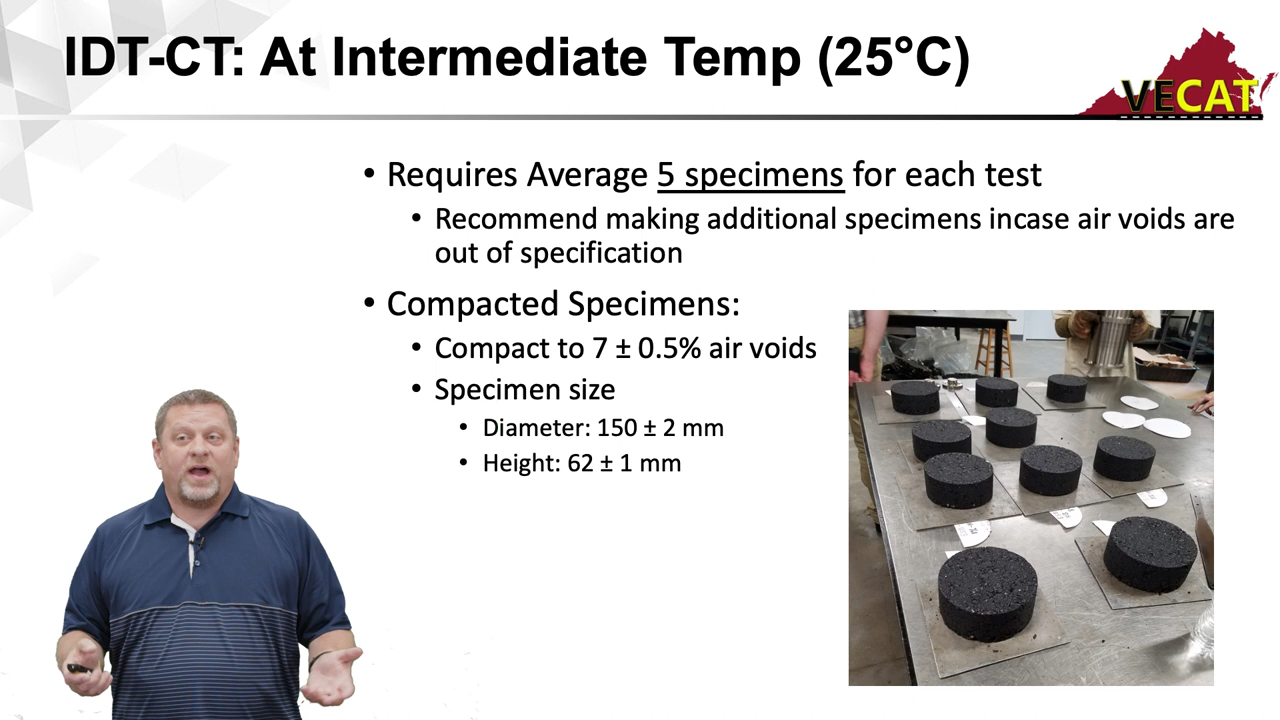 IDT-CT: At Intermediate Temp (25°C)
VECAT
• Requires Average 5 specimens for each test
• Recommend making additional specimens incase air voids are
out of specification
• Compacted Specimens:
• Compact to 7 ± 0.5% air voids
• Specimen size
• Diameter: 150 ± 2 mm
• Height: 62 ± 1 mm